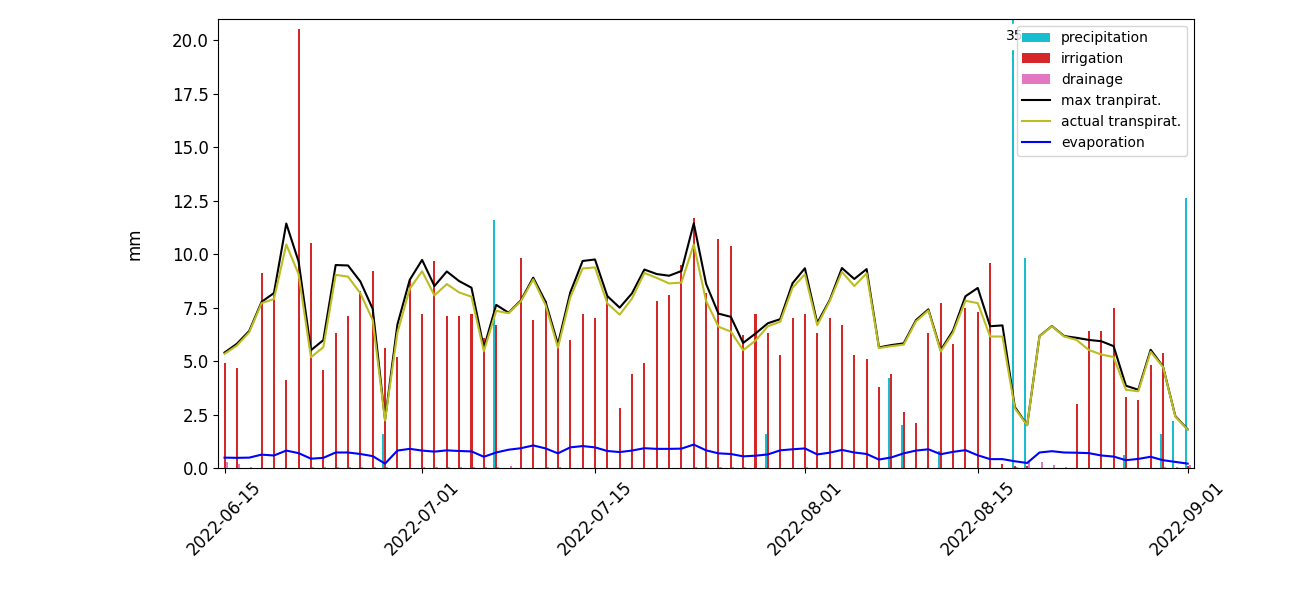 20.0
17.5
15.0
12.5
10.0
7.5
5.0
2.5
0.0
mm
35
precipitation
irrigation
drainage
max tranpirat.
actual transpirat.
evaporation
2022-06-15
2022-07-01
2022-07-15
2022-08-01
2022-08-15
2022-09-01